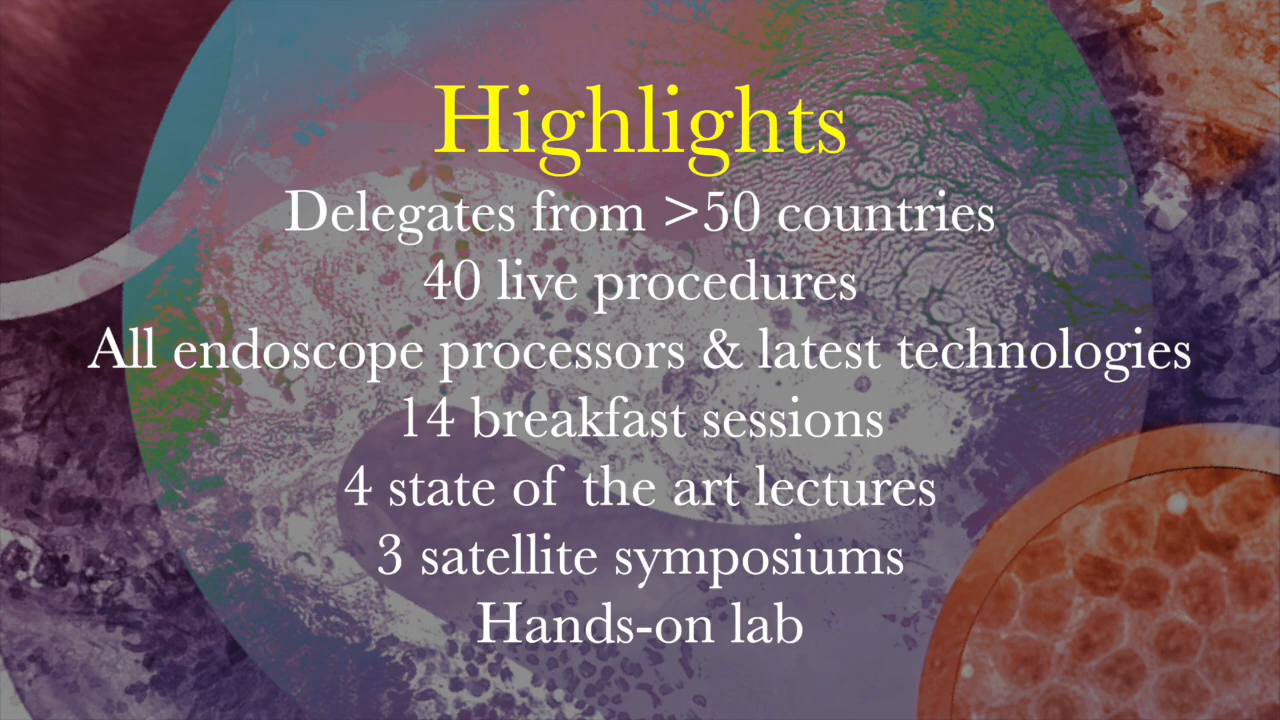 Highlights
Delegates from >50 countries
40 live procedures
All endoscope processors & latest technologies
14 breakfast sessions
4 state of the art lectures
3 satellite symposiums
Hands-on lab